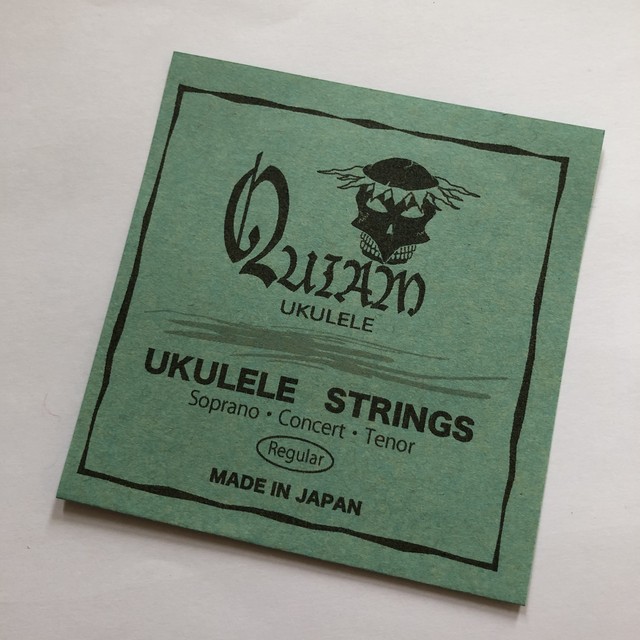 QUIAM
UKULELE
UKULELE STRINGS
Soprano・Concert・Tenor
Regular
MADE IN JAPAN